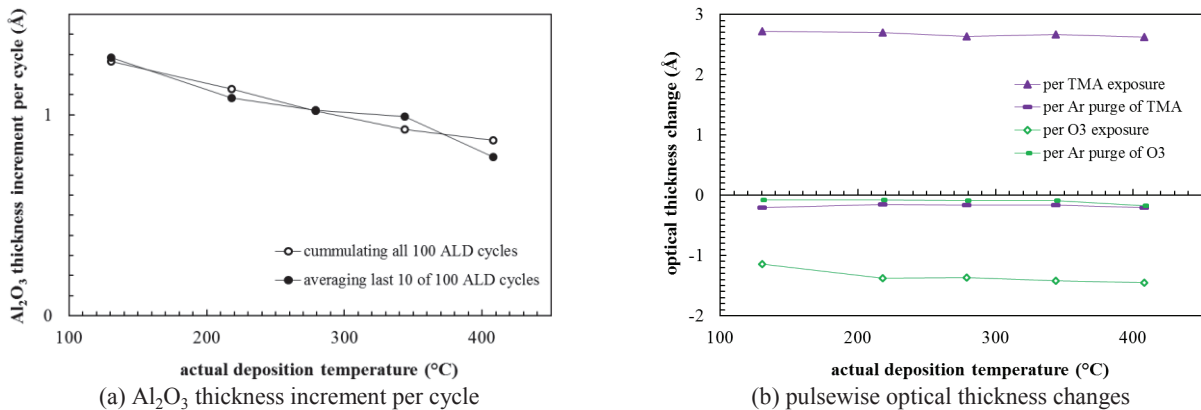 Al₂O₃ thickness increment per cycle (Å)
1
0
100
200
300
400
cummulating all 100 ALD cycles
averaging last 10 of 100 ALD cycles
actual deposition temperature (°C)
(a) Al₂O₃ thickness increment per cycle
optical thickness change (Å)
3
2
1
0
-1
-2
100
200
300
400
per TMA exposure
per Ar purge of TMA
per O3 exposure
per Ar purge of O3
actual deposition temperature (°C)
(b) pulsewise optical thickness changes